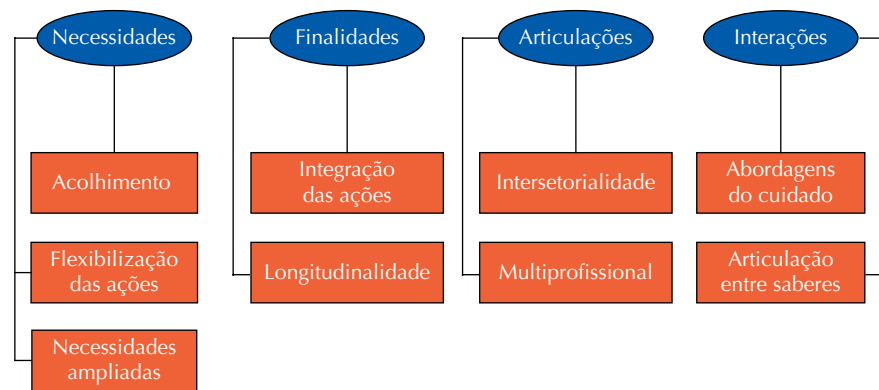 Necessidades
Finalidades
Articulações
Interações
Acolhimento
Integração
das ações
Intersetorialidade
Abordagens
do cuidado
Flexibilização
das ações
Longitudinalidade
Multiprofissional
Articulação
entre saberes
Necessidades
ampliadas